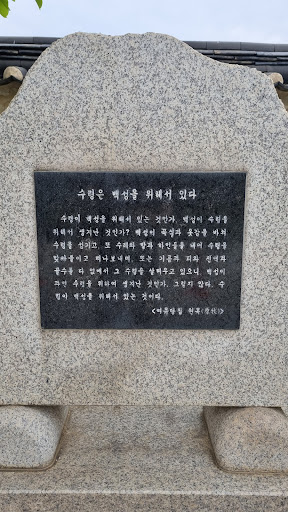 수령은 백성을 위해서 있다
수령이 백성을 위해서 있는 것인가, 백성이 수령을
위해서 생겨난 것인가? 백성이 곡식과 옷감을 바쳐
수령을 섬기고, 또 수레와 말과 하인들을 내어 수령을
맞아들이고 떠나보내며, 또는 기름과 피와 진액과
골수를 다 없애서 그 수령을 살찌우고 있으니, 백성이
과연 수령을 위하여 생겨난 것인가. 그렇지 않다. 수
령이 백성을 위해서 있는 것이다.
<여유당집 원목(原牧)>